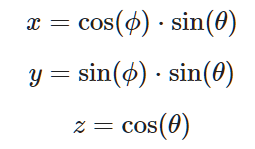 x = cos(ϕ) · sin(θ)
y = sin(ϕ) · sin(θ)
z = cos(θ)